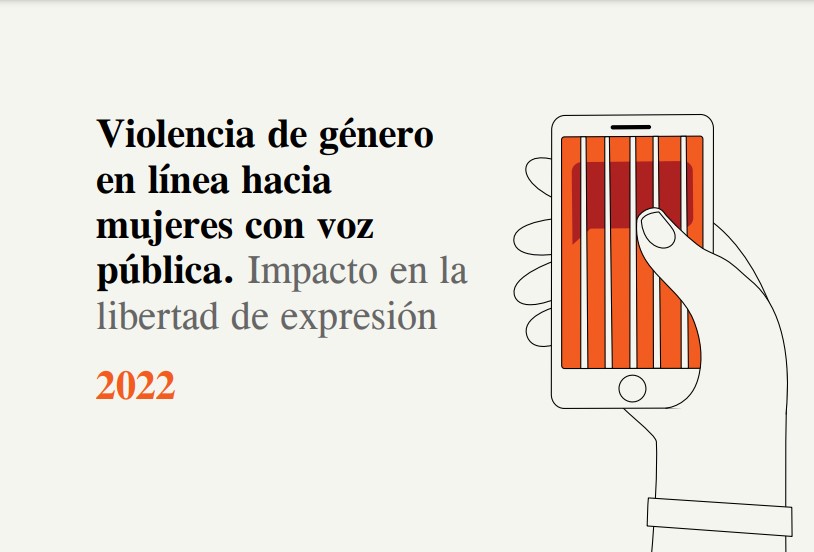 Violencia de género
en línea hacia
mujeres con voz
pública. Impacto en la
libertad de expresión
2022